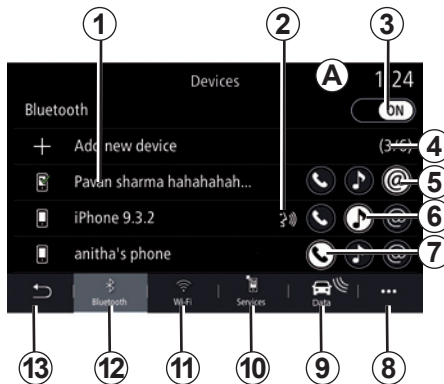 1 2 3
Devices A 1 24
Bluetooth ON
Add new device (3/6) 4
Pavan sharma hahahahah... @ 5
iPhone 9.3.2 @ 6
anitha's phone @ 7
Bluetooth Wi-Fi Services Data ...
13 12 11 10 9 8